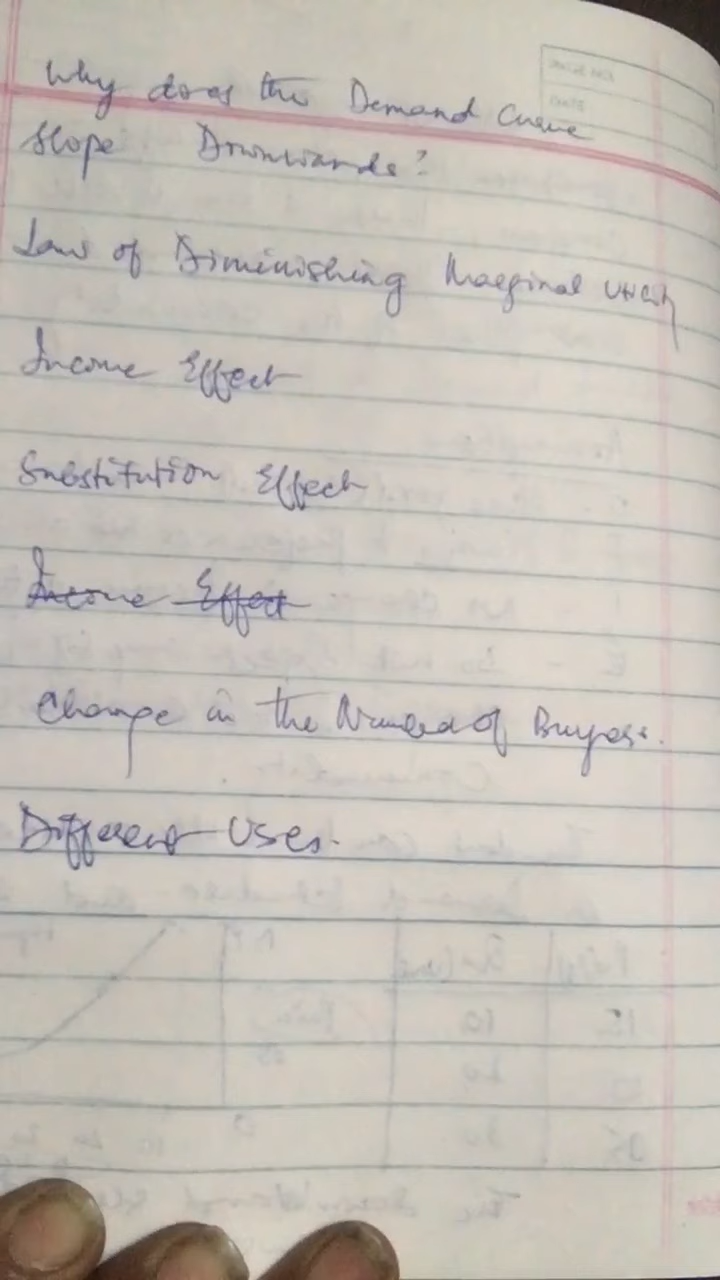 Why does the Demand Curve
Slope Downwards?
Law of Diminishing Marginal Utility
Income Effect
Substitution Effect
Income Effect
Change in the Number of Buyers.
Different Uses.